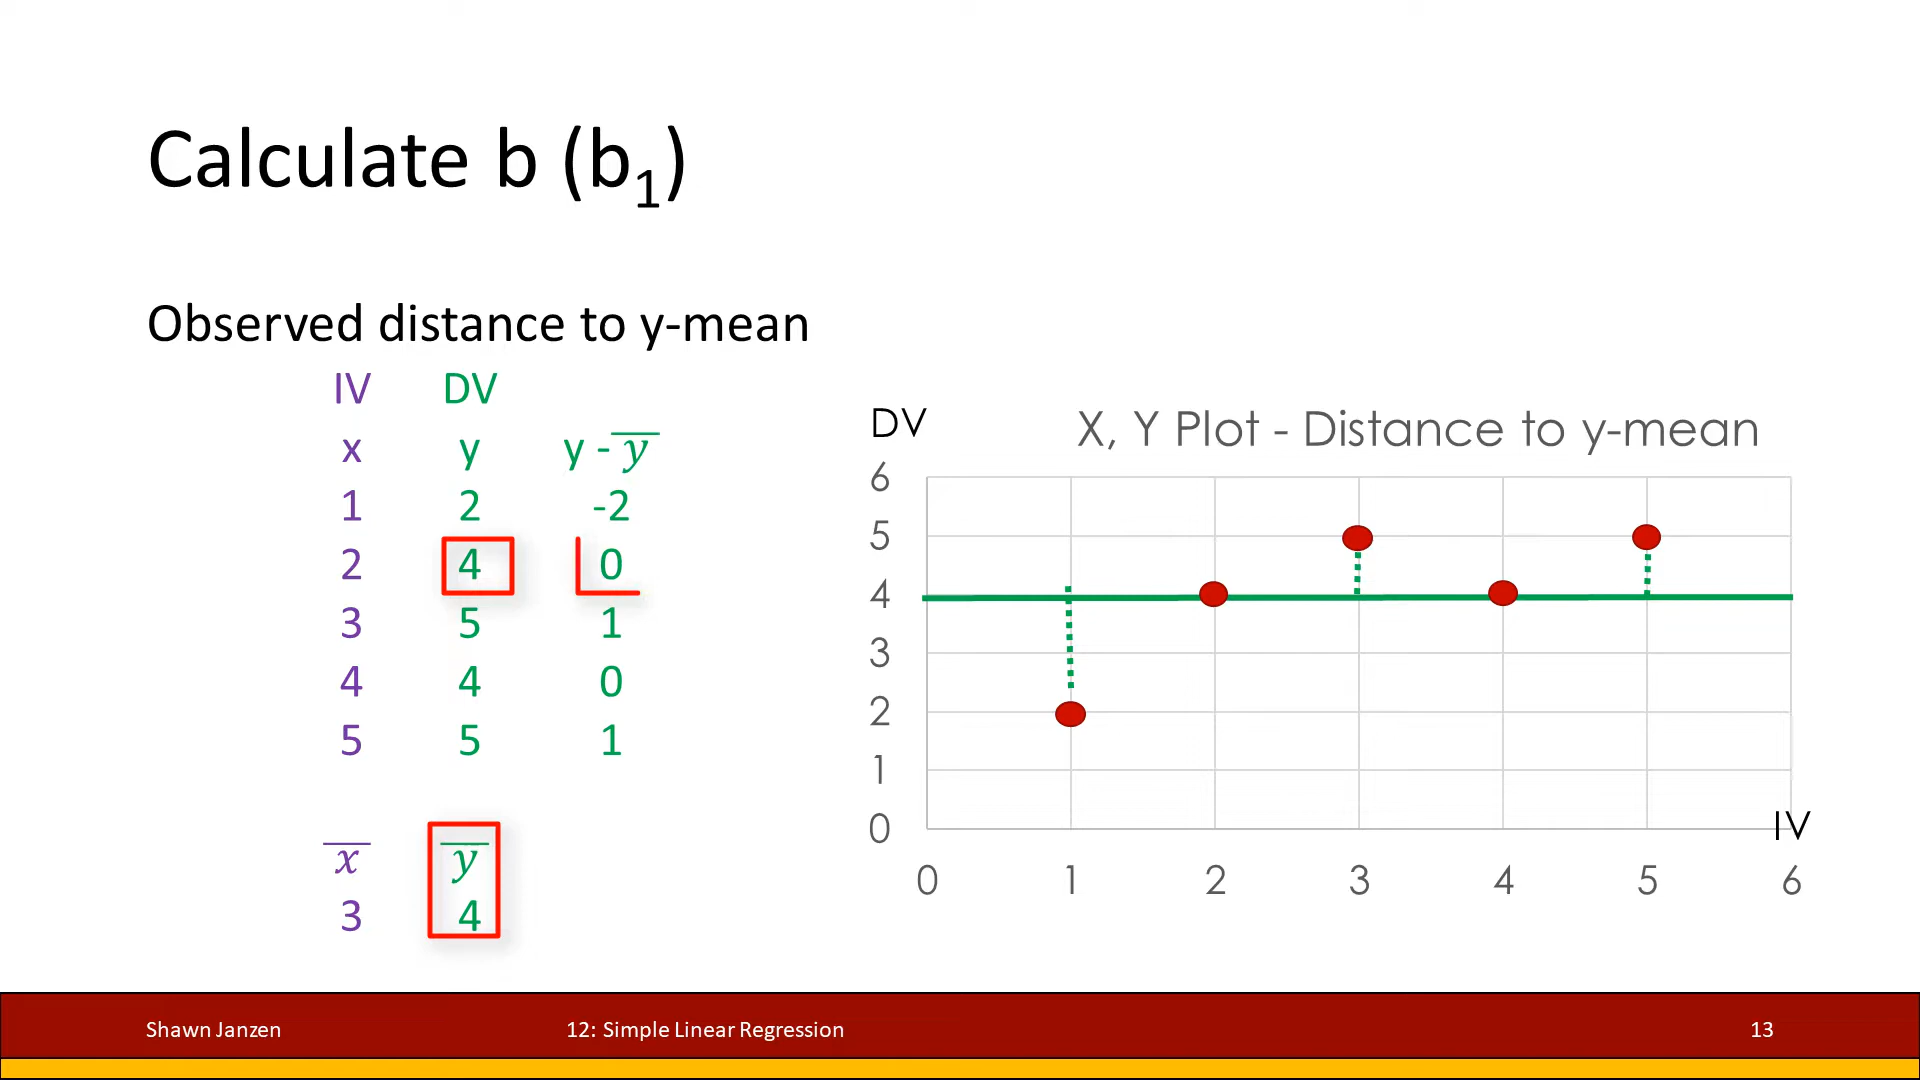 Calculate b (b₁)
Observed distance to y-mean
IV DV
x y y - y̅
1 2 -2
2 4 0
3 5 1
4 4 0
5 5 1
x̅ y̅
3 4
DV
X, Y Plot - Distance to y-mean
6
5
4
3
2
1
0
IV
0 1 2 3 4 5 6
Shawn Janzen
12: Simple Linear Regression
13